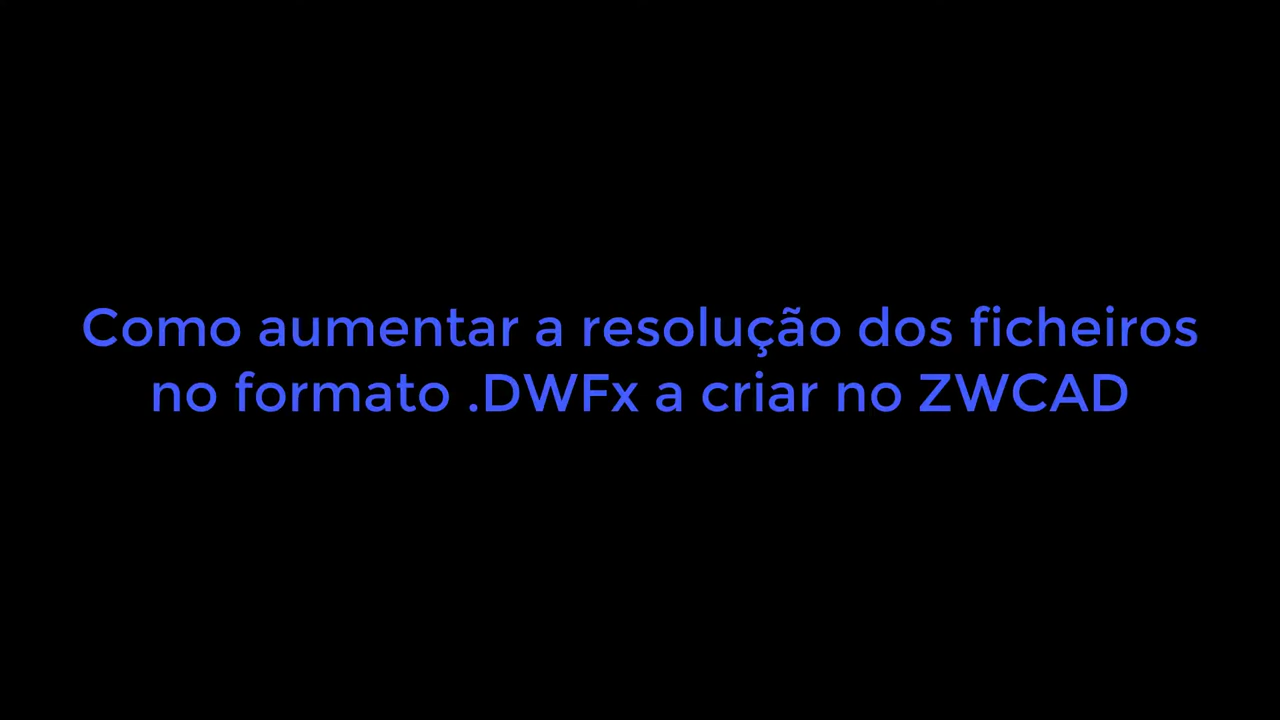 Como aumentar a resolução dos ficheiros
no formato .DWFx a criar no ZWCAD